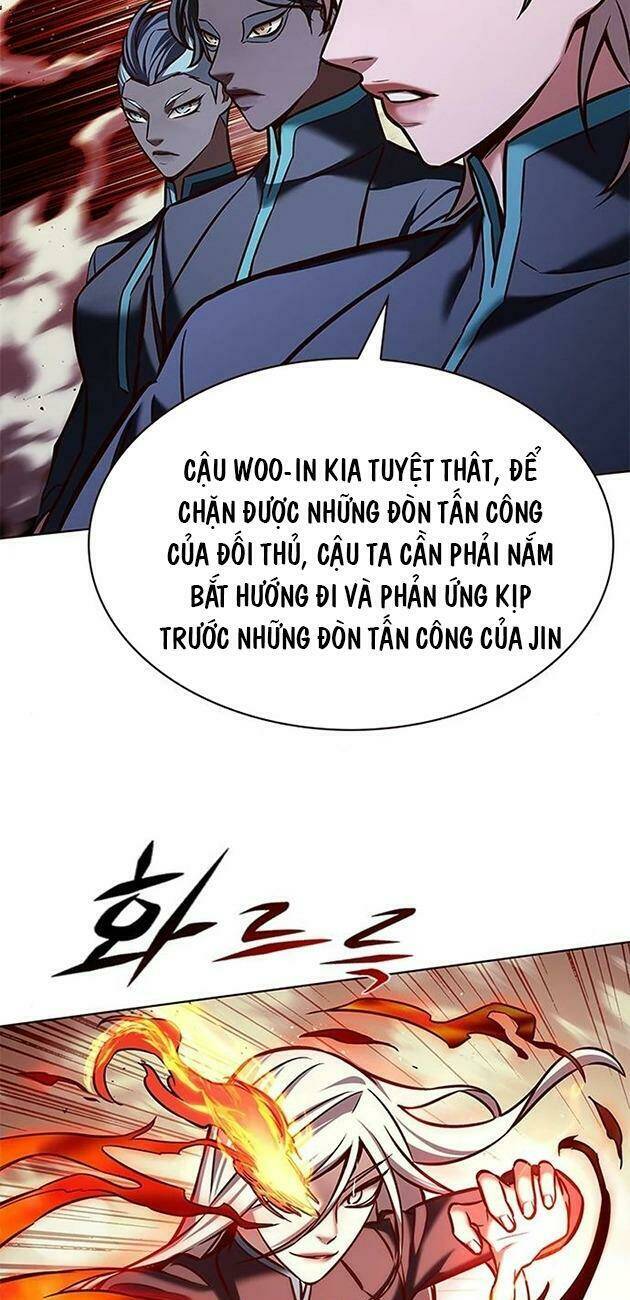 CẬU WOO-IN KIA TUYỆT THẬT, ĐỂ
CHẶN ĐƯỢC NHỮNG ĐÒN TẤN CÔNG
CỦA ĐỐI THỦ, CẬU TA CẦN PHẢI NẮM
BẮT HƯỚNG ĐI VÀ PHẢN ỨNG KỊP
TRƯỚC NHỮNG ĐÒN TẤN CÔNG CỦA JIN
화르륵